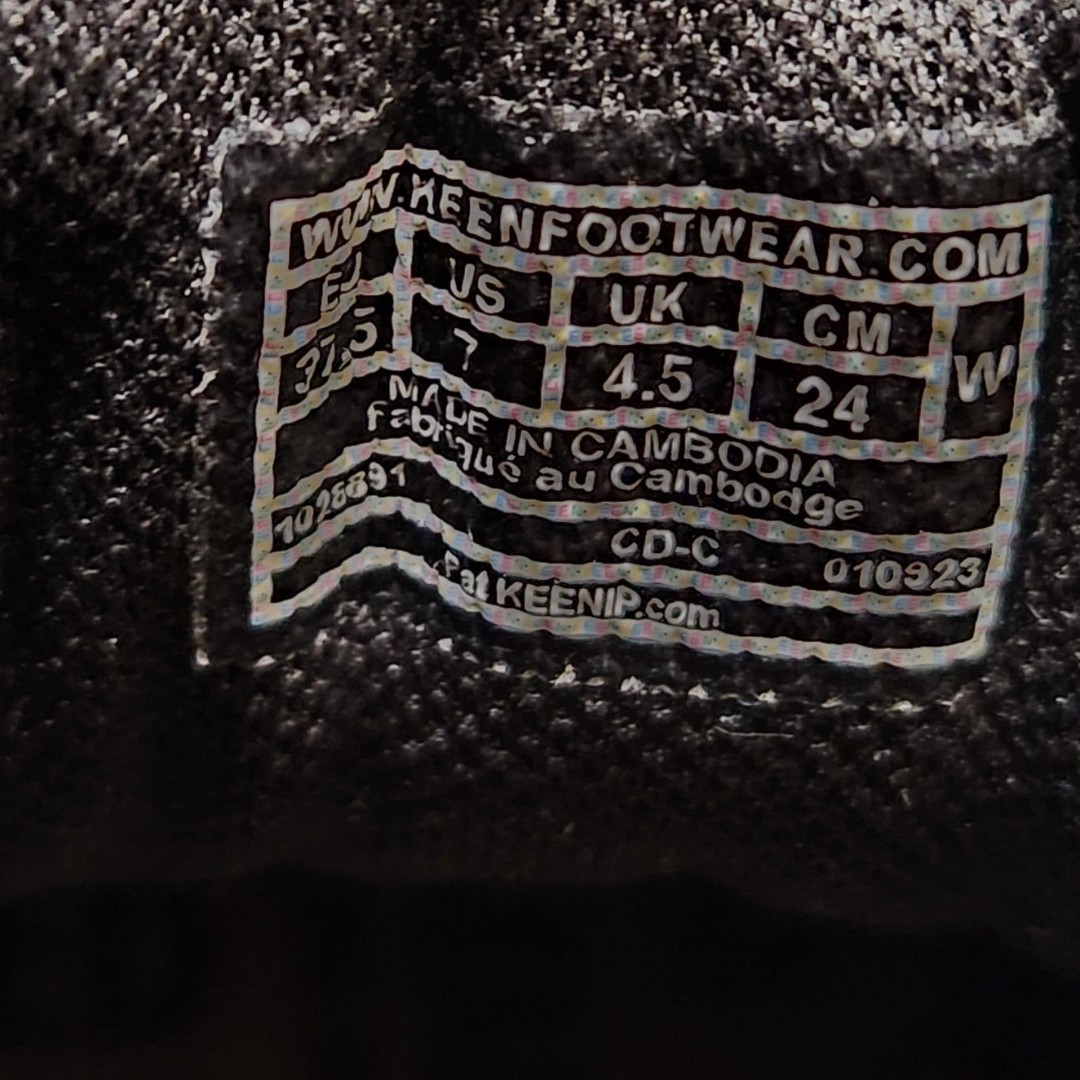 WWW.KEENFOOTWEAR.COM
EU US UK CM W
37.5 7 4.5 24
MADE IN CAMBODIA
Fabriqué au Cambodge
1028891 CD-C 010923
Pat KEENIP.com